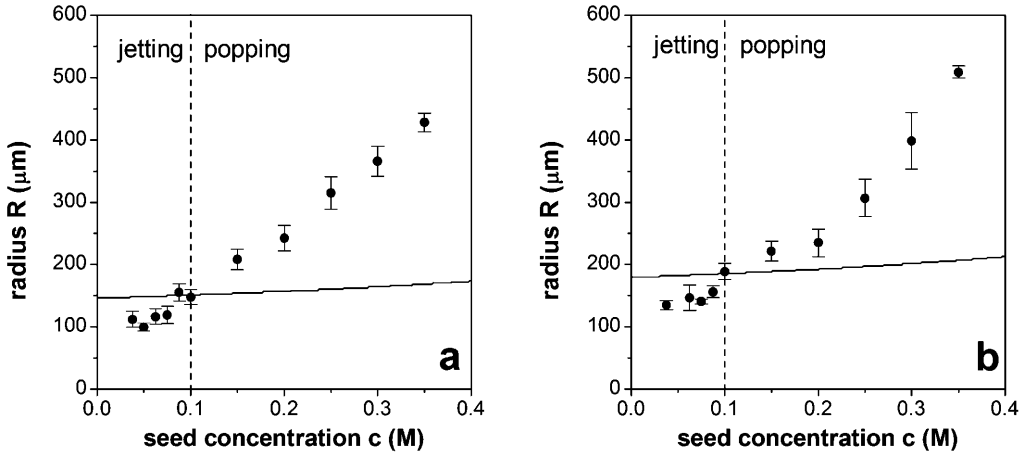 600
500
400
300
200
100
0
radius R (μm)
jetting
popping
a
0.0
0.1
0.2
0.3
0.4
seed concentration c (M)
600
500
400
300
200
100
0
radius R (μm)
jetting
popping
b
0.0
0.1
0.2
0.3
0.4
seed concentration c (M)